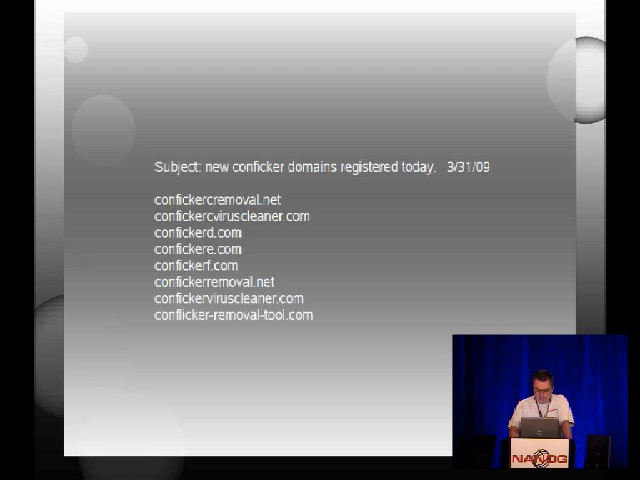 Subject: new conficker domains registered today, 3/31/09
confickercremoval.net
confickercviruscleaner.com
confickerd.com
confickere.com
confickerf.com
confickerremoval.net
confickerviruscleaner.com
conflicker-removal-tool.com
NANOG